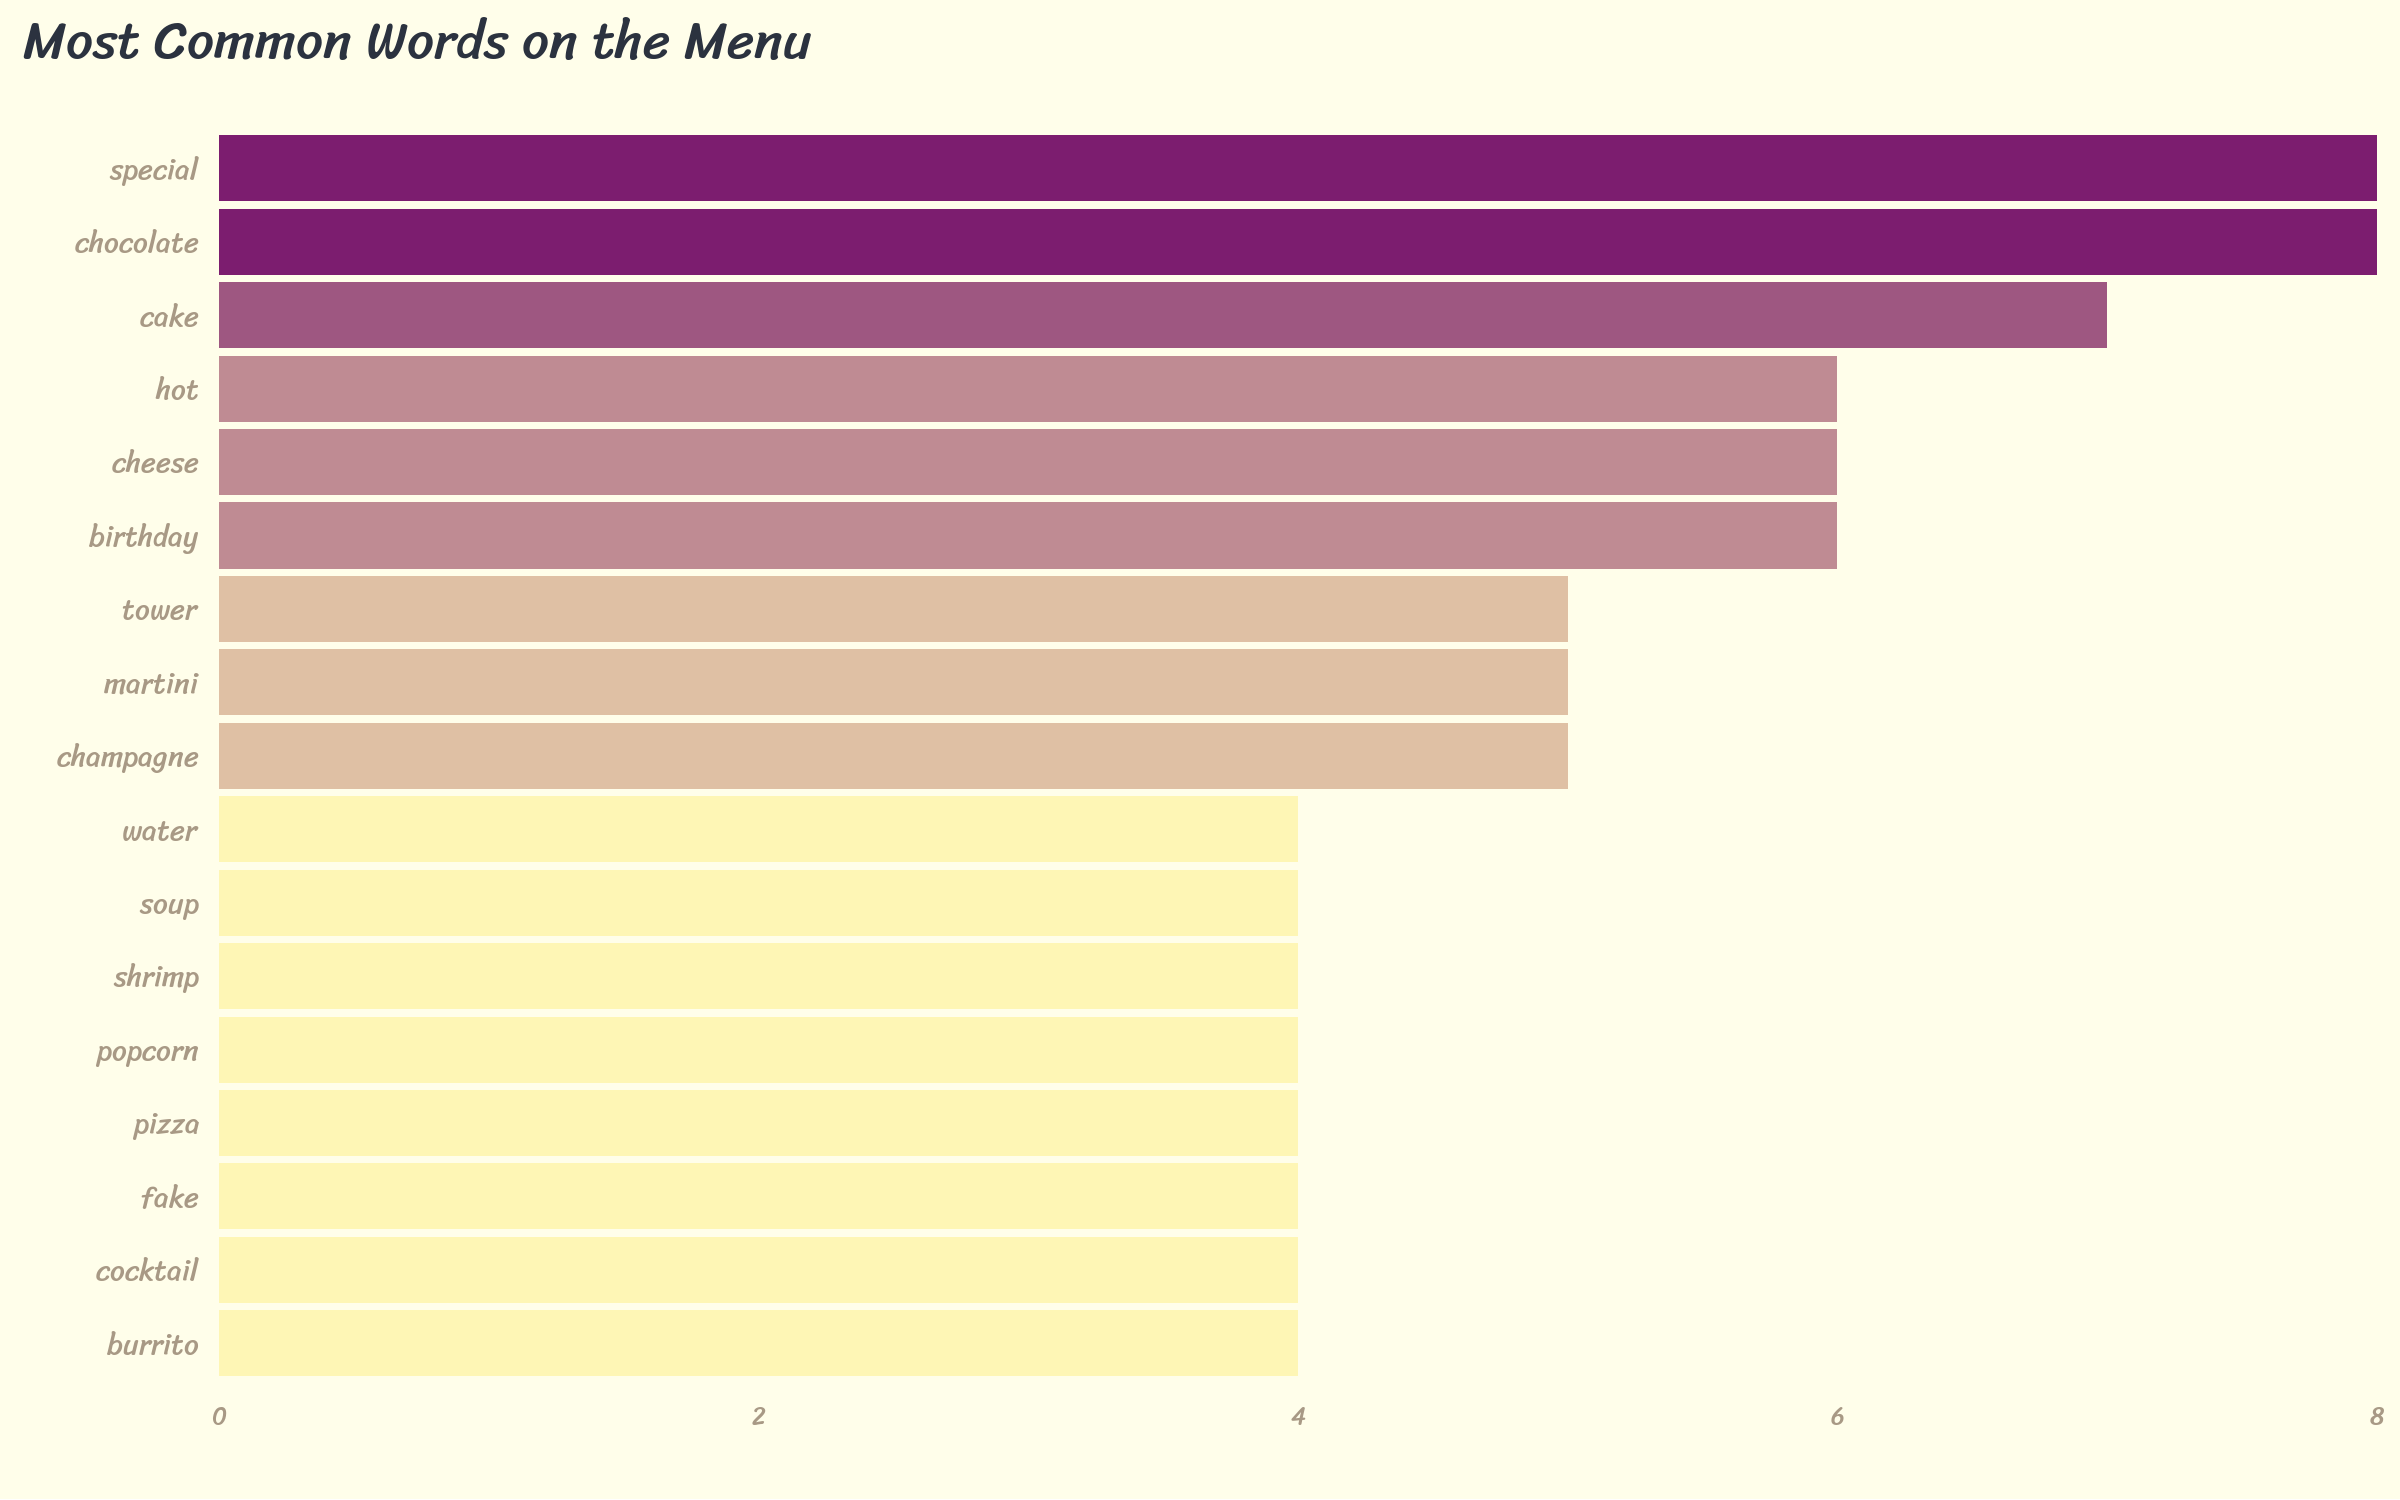 Most Common Words on the Menu
special
chocolate
cake
hot
cheese
birthday
tower
martini
champagne
water
soup
shrimp
popcorn
pizza
fake
cocktail
burrito
0 2 4 6 8